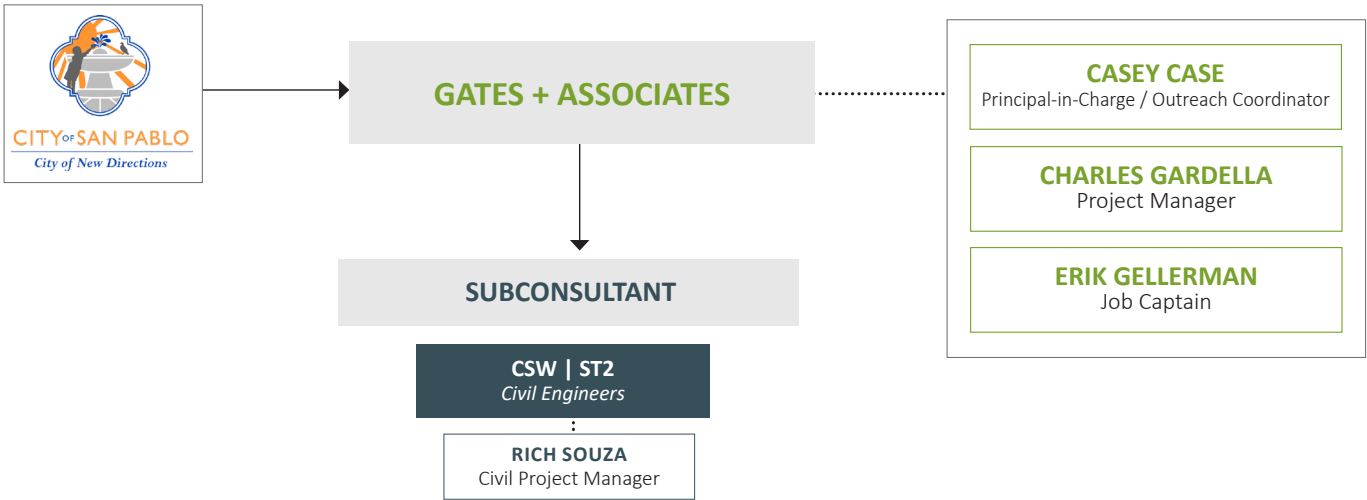 CITY OF SAN PABLO
City of New Directions
GATES + ASSOCIATES
CASEY CASE
Principal-in-Charge / Outreach Coordinator
CHARLES GARDELLA
Project Manager
ERIK GELLERMAN
Job Captain
SUBCONSULTANT
CSW | ST2
Civil Engineers
RICH SOUZA
Civil Project Manager